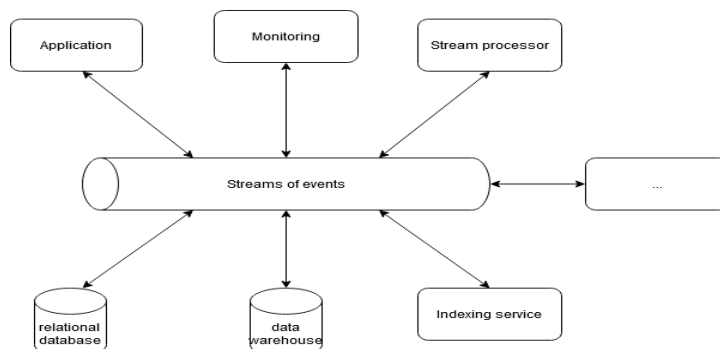 Application
Monitoring
Stream processor
Streams of events
...
relational
database
data
warehouse
Indexing service